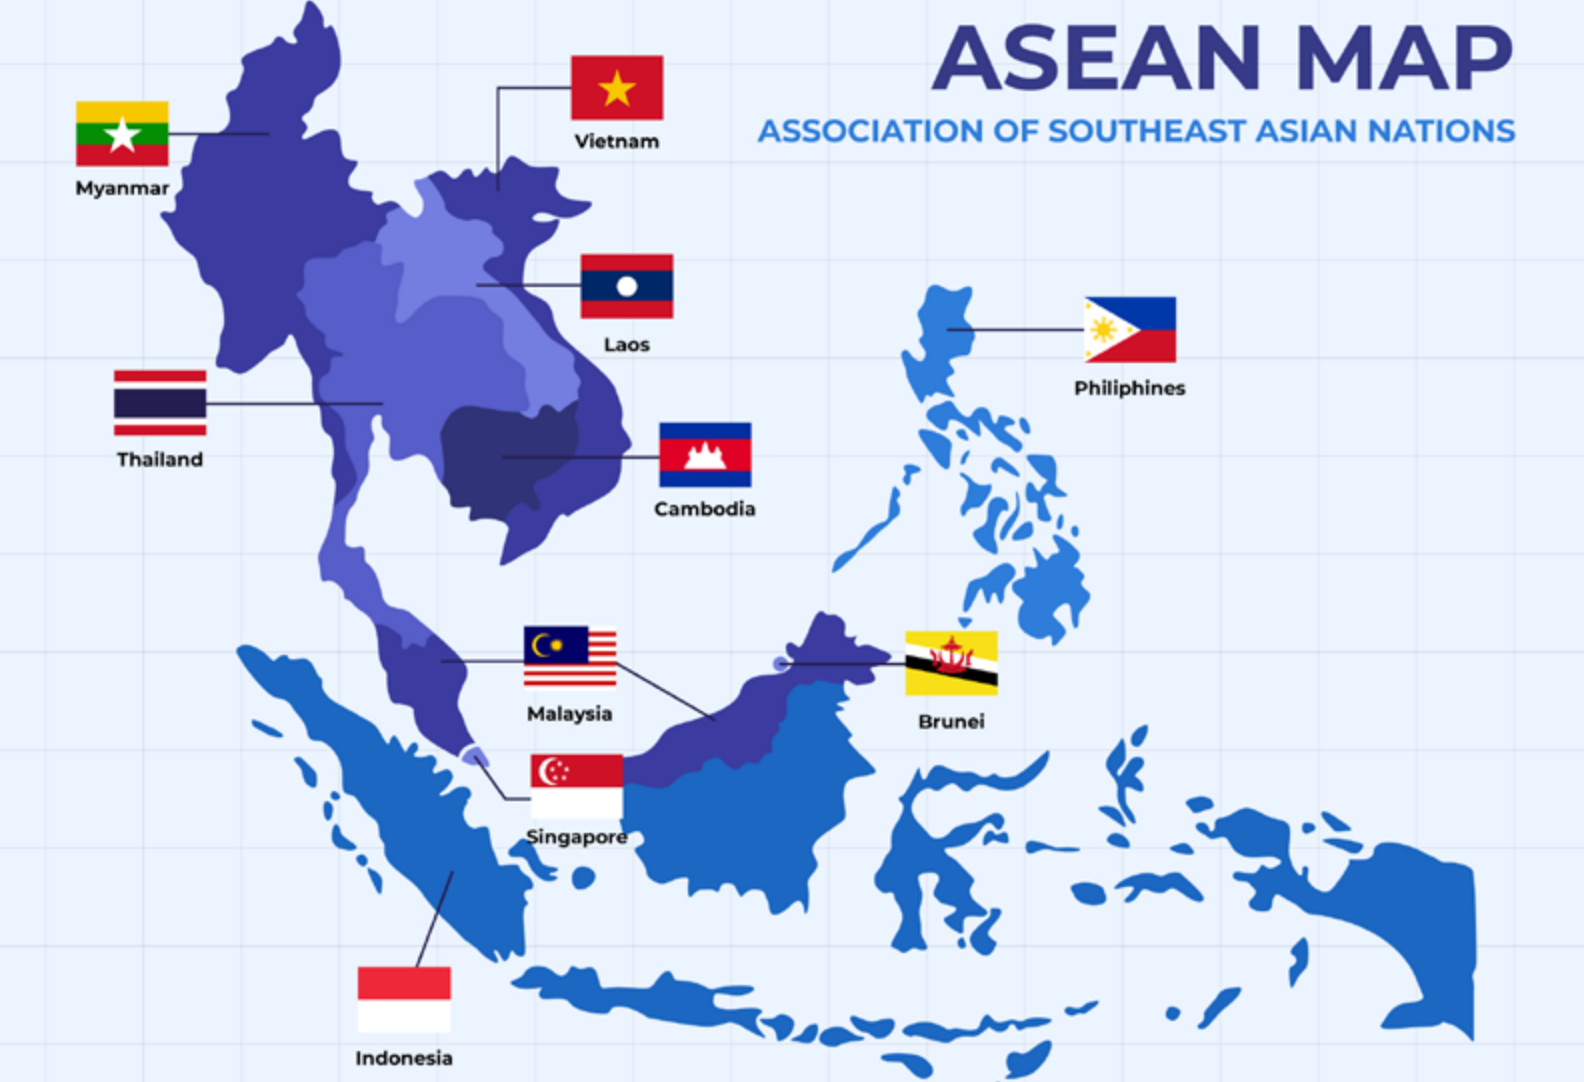 ASEAN MAP
ASSOCIATION OF SOUTHEAST ASIAN NATIONS
Vietnam
Myanmar
Laos
Philiphines
Thailand
Cambodia
Malaysia
Brunei
Singapore
Indonesia